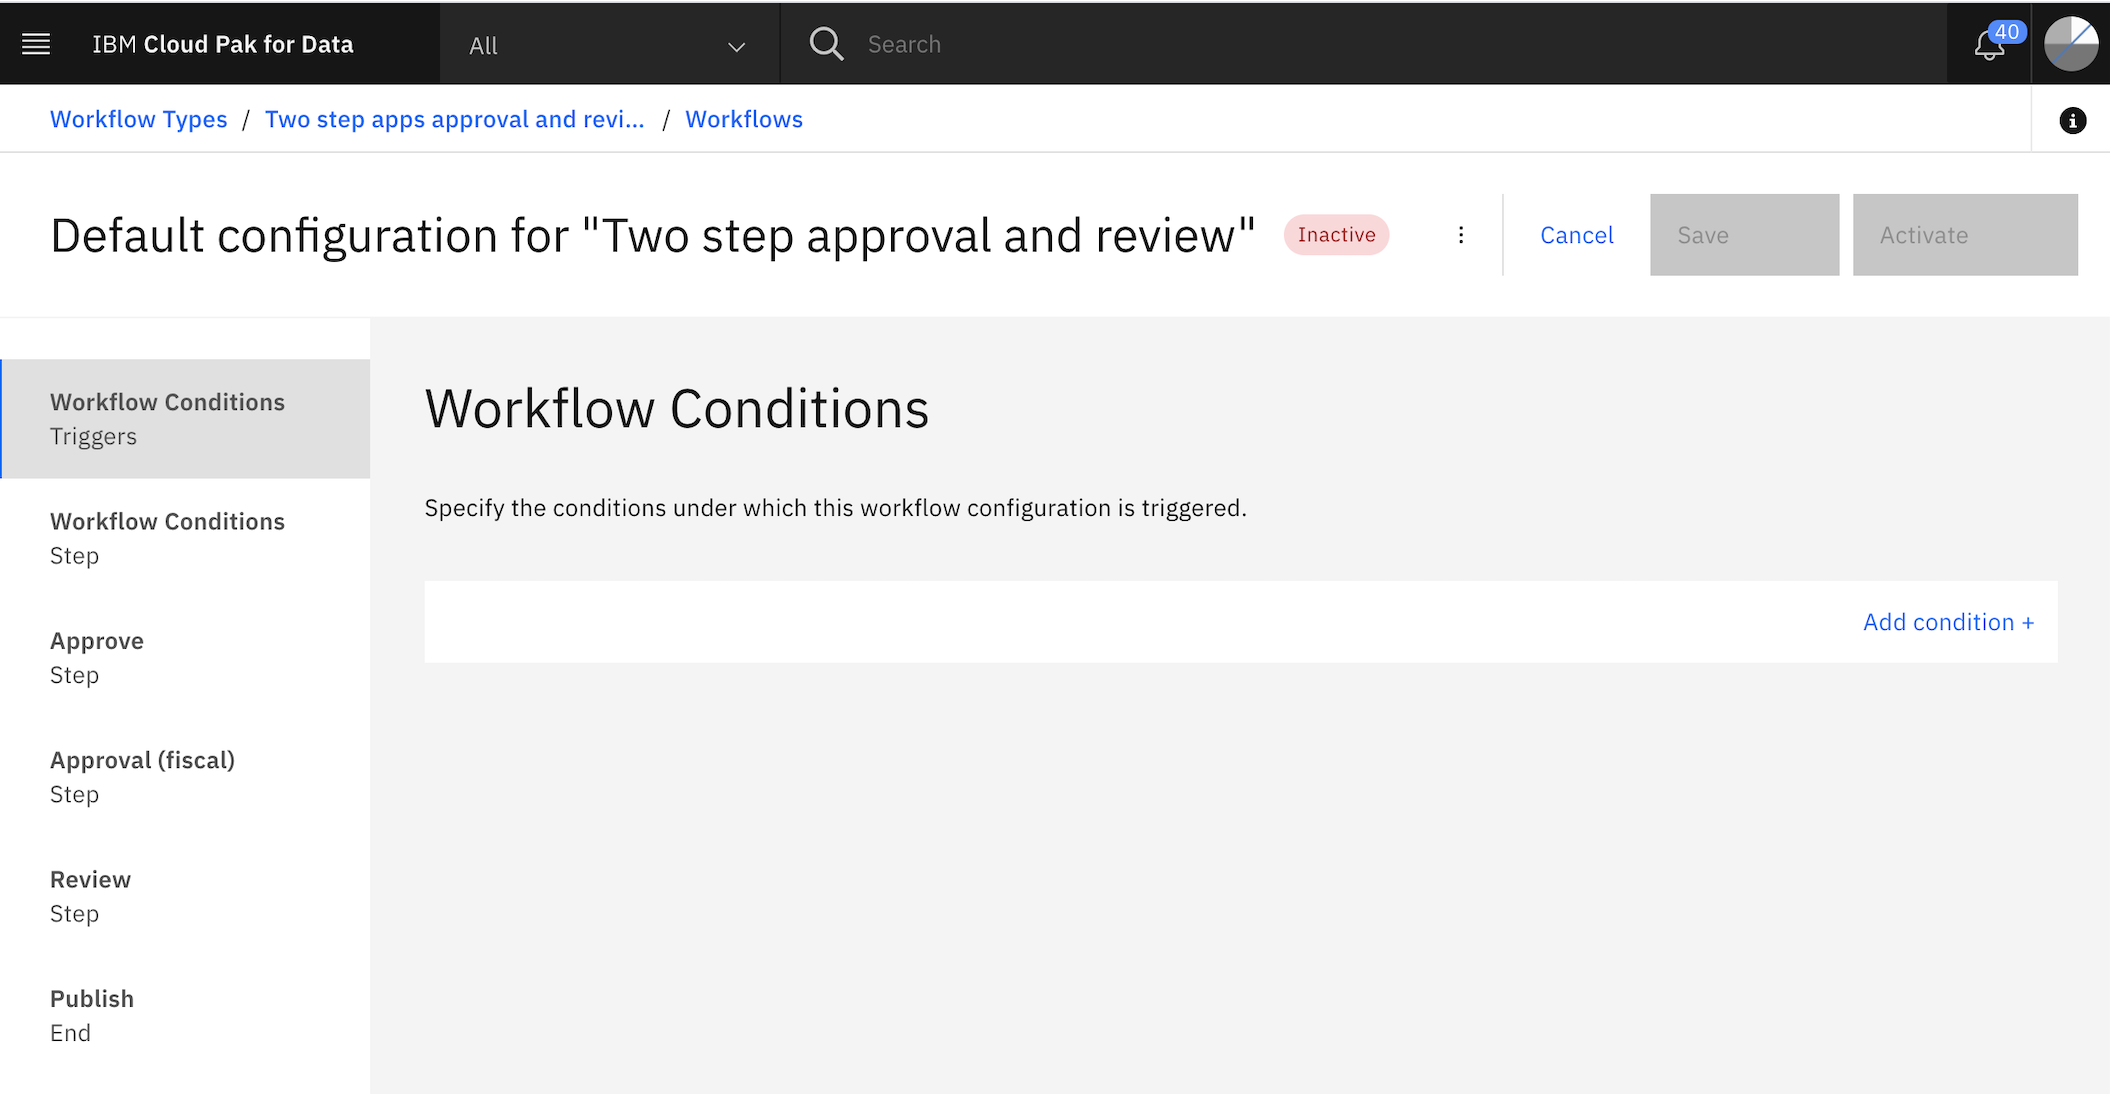 IBM Cloud Pak for Data
All
Search
40
Workflow Types / Two step apps approval and revi... / Workflows
Default configuration for "Two step approval and review"
Inactive
Cancel
Save
Activate
Workflow Conditions
Triggers
Workflow Conditions
Step
Approve
Step
Approval (fiscal)
Step
Review
Step
Publish
End
Workflow Conditions
Specify the conditions under which this workflow configuration is triggered.
Add condition +